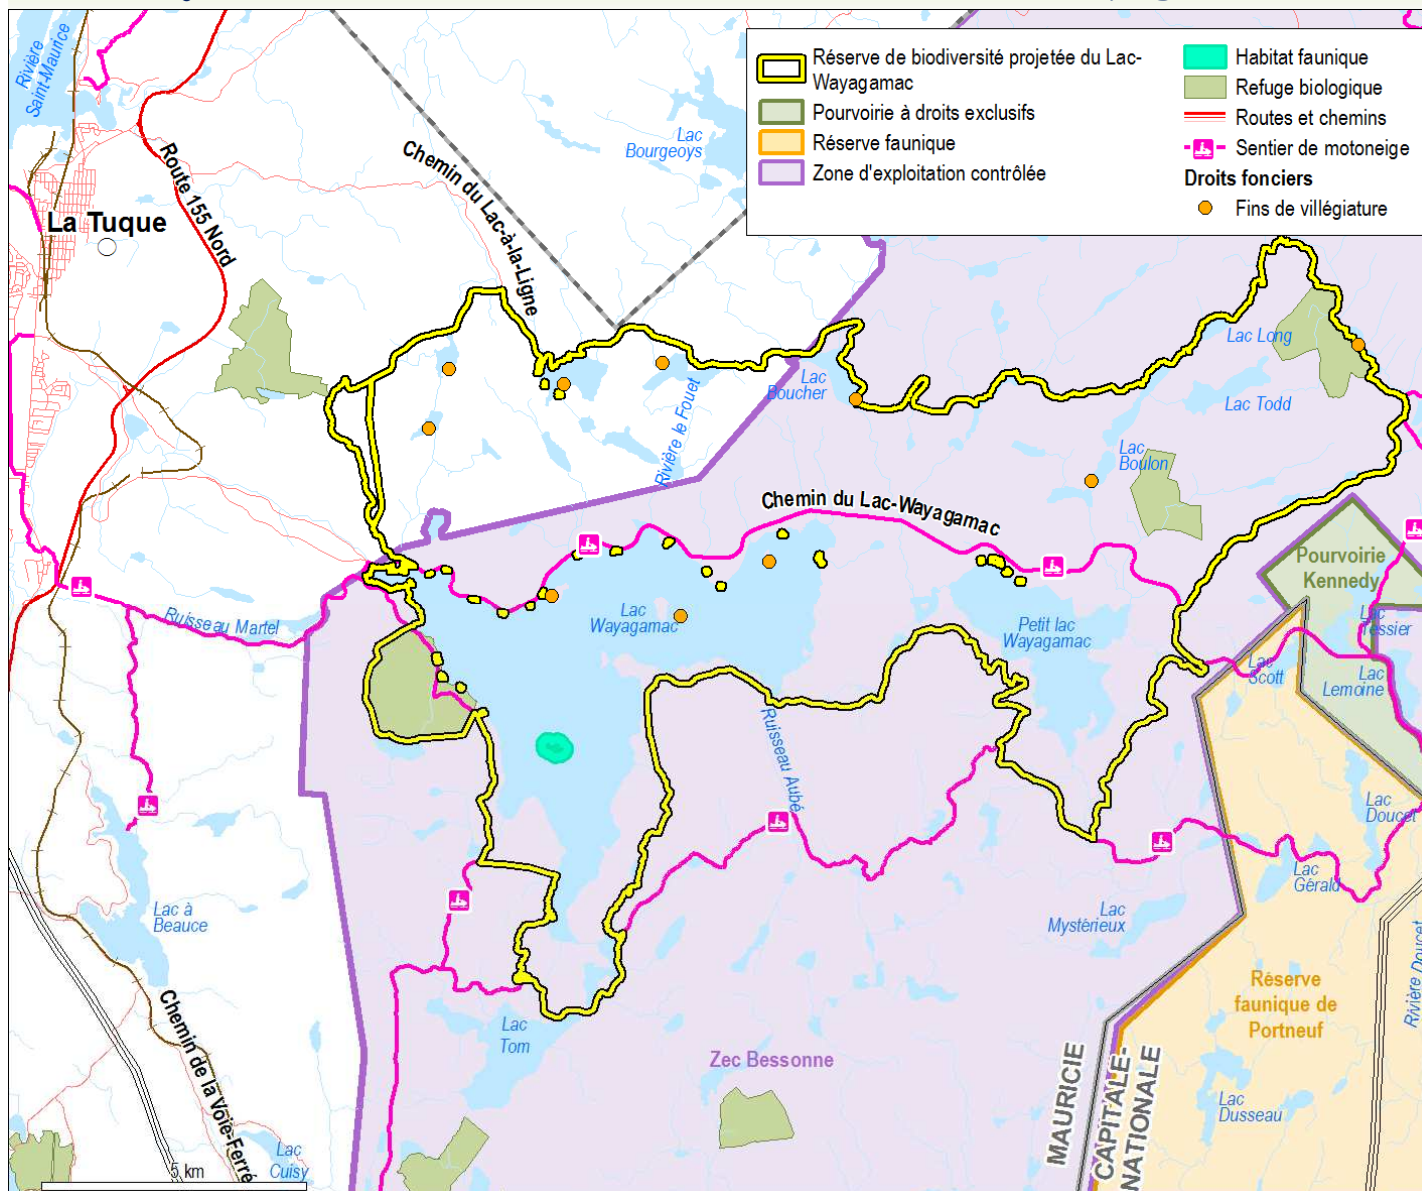 Réserve de biodiversité projetée du Lac-
Wayagamac
Pourvoirie à droits exclusifs
Réserve faunique
Zone d'exploitation contrôlée
Habitat faunique
Refuge biologique
Routes et chemins
Sentier de motoneige
Droits fonciers
Fins de villégiature
Rivière
Saint-Maurice
La Tuque
Route 155 Nord
Chemin du Lac-à-la-Ligne
Lac
Bourgeoys
Lac
Boucher
Rivière le Fouet
Lac Long
Lac Todd
Lac
Boulon
Chemin du Lac-Wayagamac
Pourvoirie
Kennedy
Lac
Tessier
Lac
Scott
Lac
Lemoine
Ruisseau Martel
Lac
Wayagamac
Petit lac
Wayagamac
Ruisseau Aubé
Lac
Doucet
Lac
Gérald
Lac
Mystérieux
Lac à
Beauce
Rivière Doucet
Réserve
faunique de
Portneuf
Lac
Tom
Zec Bessonne
Chemin de la Voie-Ferré
MAURICIE
CAPITALE-
NATIONALE
Lac
Dusseau
Lac
Cuisy
5 km